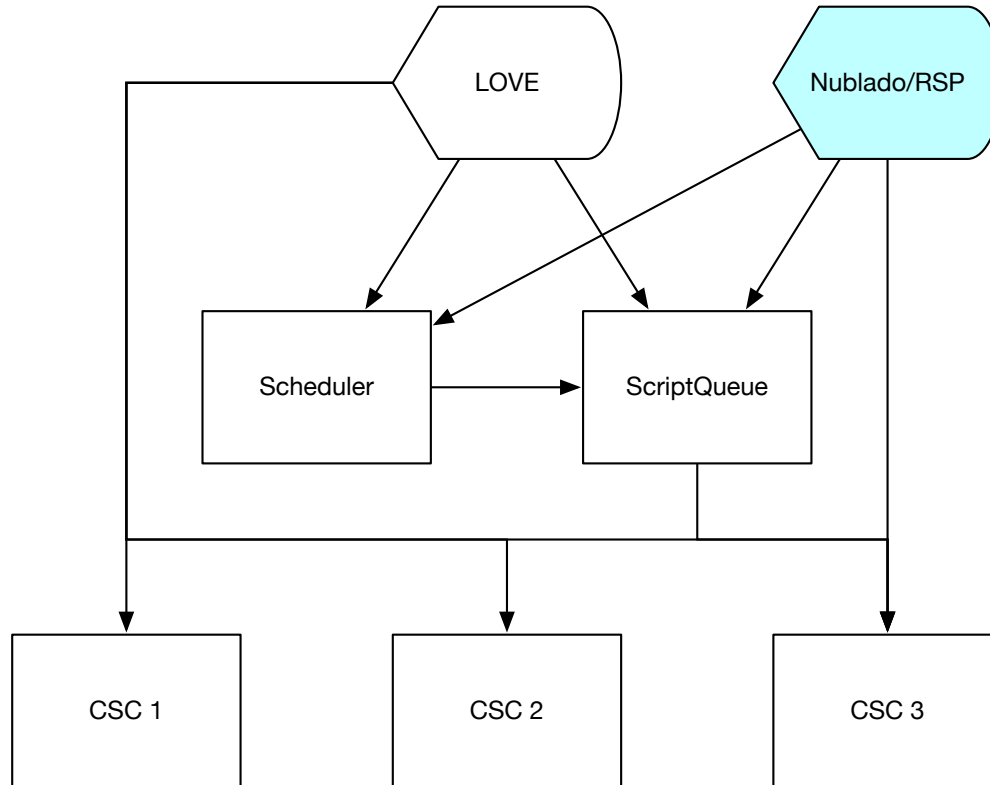 LOVE
Nublado/RSP
Scheduler
ScriptQueue
CSC 1
CSC 2
CSC 3